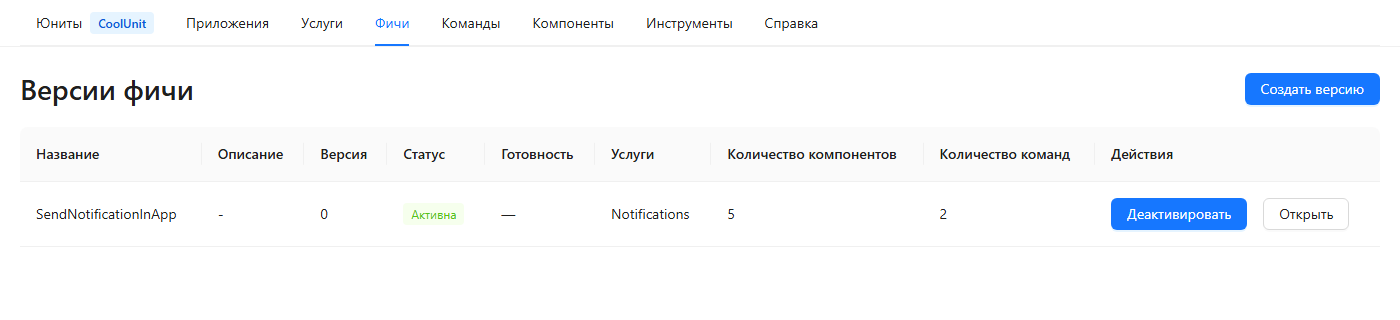 Юниты CoolUnit Приложения Услуги Фичи Команды Компоненты Инструменты Справка
Версии фичи
Создать версию
Название Описание Версия Статус Готовность Услуги Количество компонентов Количество команд Действия
SendNotificationInApp - 0 Активна — Notifications 5 2 Деактивировать Открыть